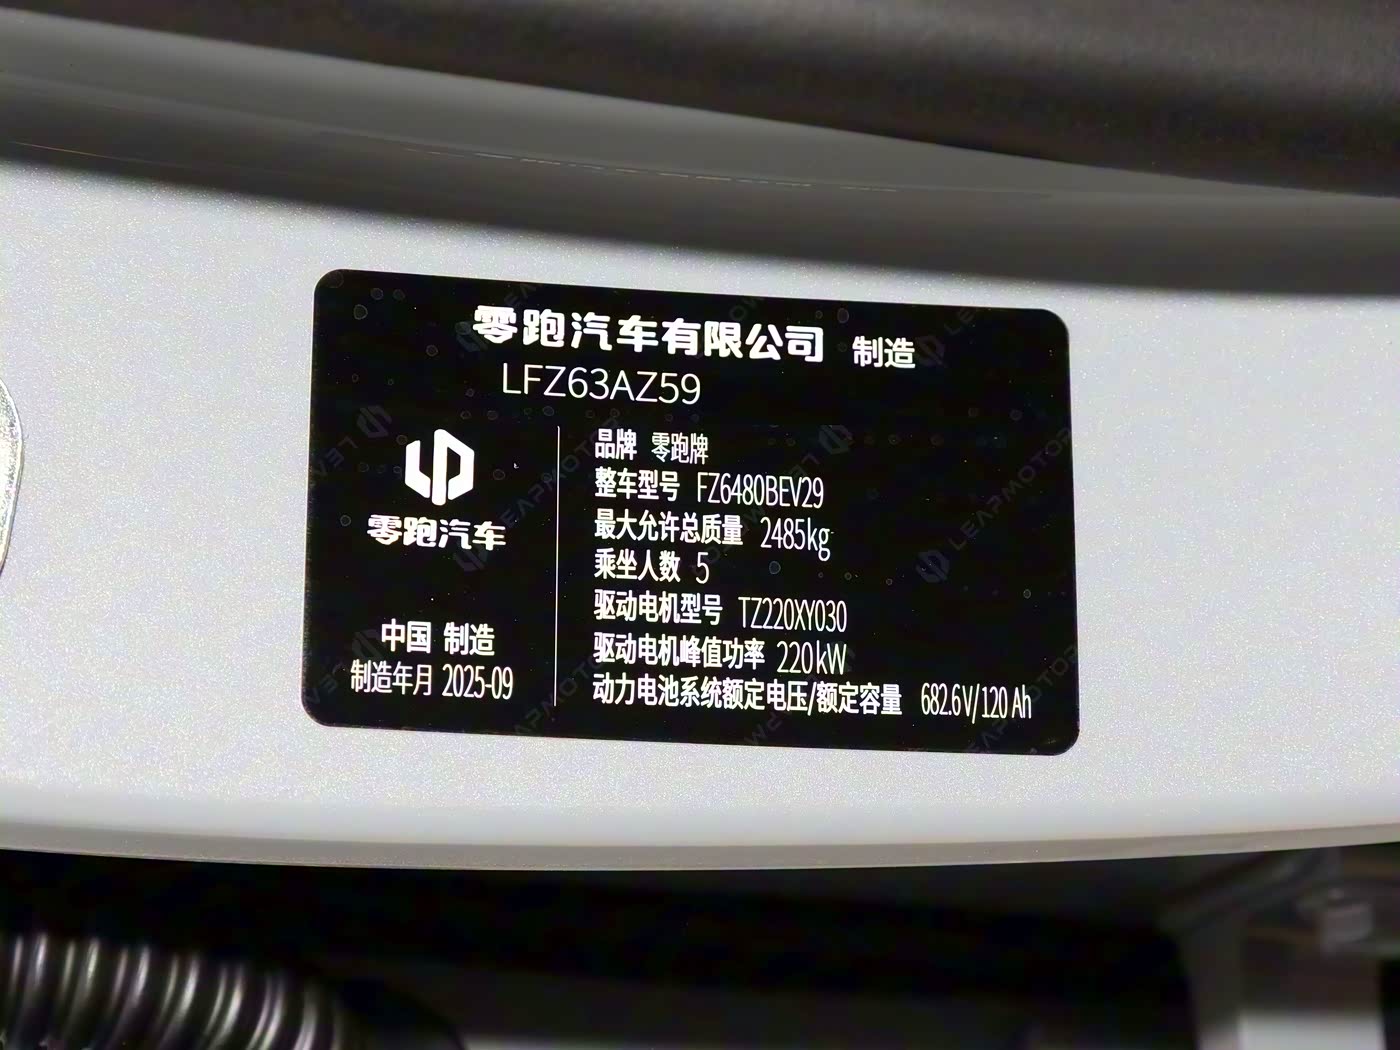 零跑汽车有限公司 制造
LFZ63AZ59
零跑汽车
中国 制造
制造年月 2025-09
品牌 零跑牌
整车型号 FZ6480BEV29
最大允许总质量 2485kg
乘坐人数 5
驱动电机型号 TZ220XY030
驱动电机峰值功率 220kW
动力电池系统额定电压/额定容量 682.6V/120Ah